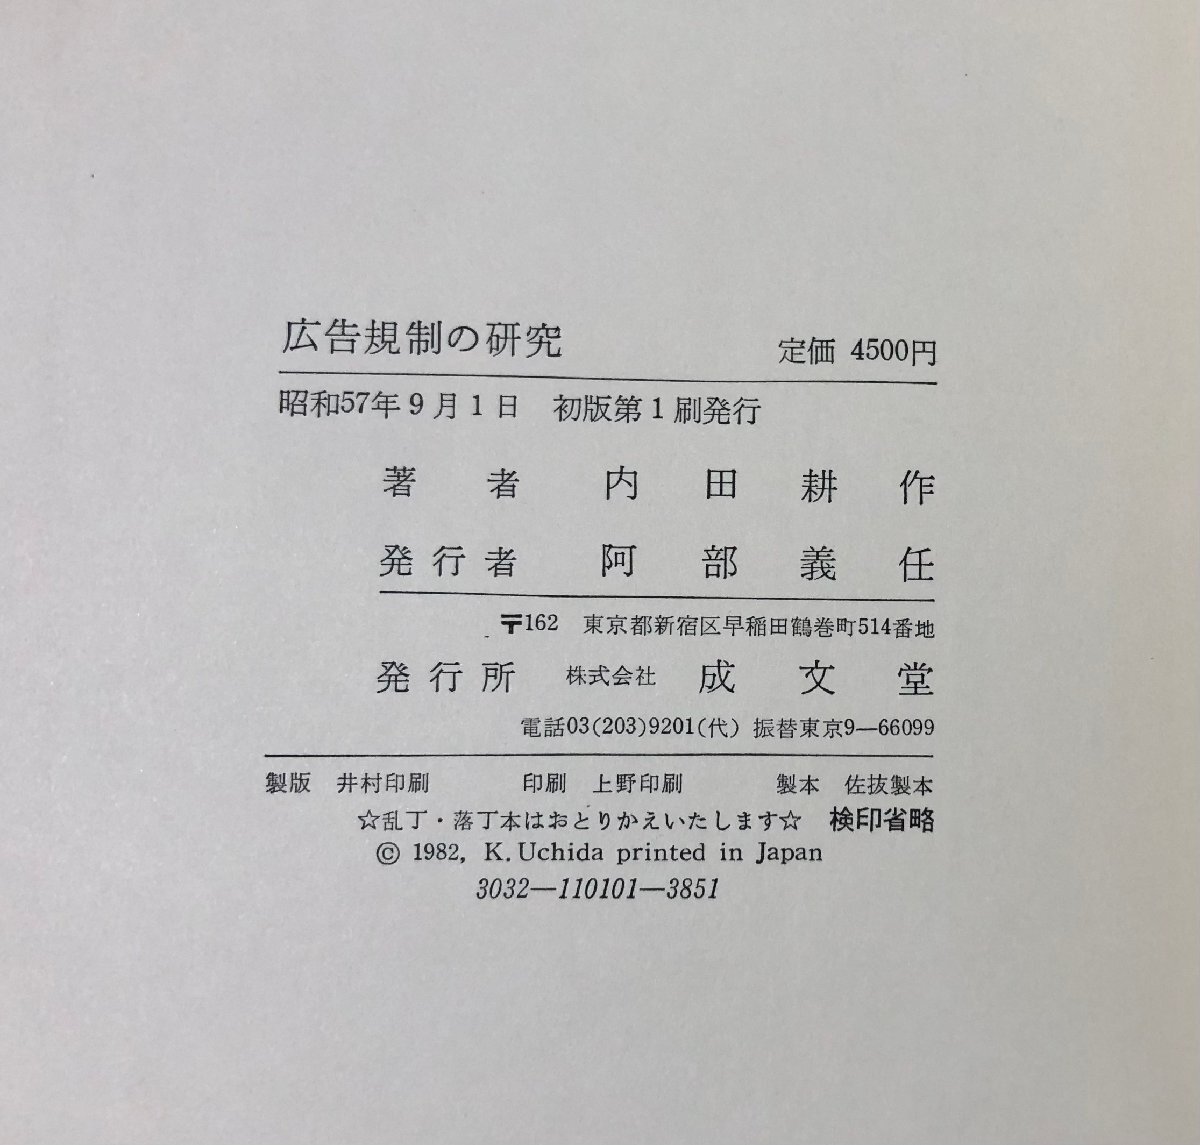 広告規制の研究 定価 4500円
昭和57年9月1日 初版第1刷発行
著者 内田耕作
発行者 阿部義任
〒162 東京都新宿区早稲田鶴巻町514番地
発行所 株式会社 成文堂
電話03(203)9201(代) 振替東京9—66099
製版 井村印刷 印刷 上野印刷 製本 佐抜製本
☆乱丁・落丁本はおとりかえいたします☆ 検印省略
© 1982, K. Uchida printed in Japan
3032—110101—3851